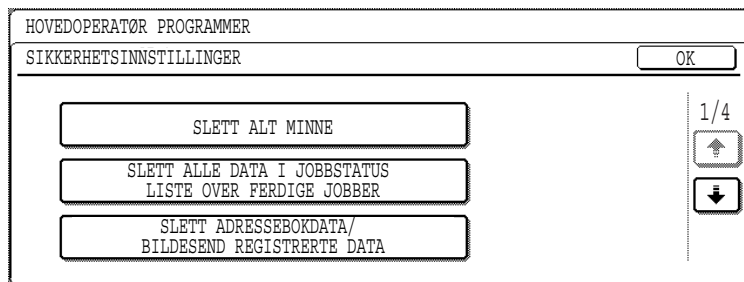 HOVEDOPERATØR PROGRAMMER
SIKKERHETSINNSTILLINGER
OK
SLETT ALT MINNE
1/4
SLETT ALLE DATA I JOBBSTATUS
LISTE OVER FERDIGE JOBBER
SLETT ADRESSEBOKDATA/
BILDESEND REGISTRERTE DATA